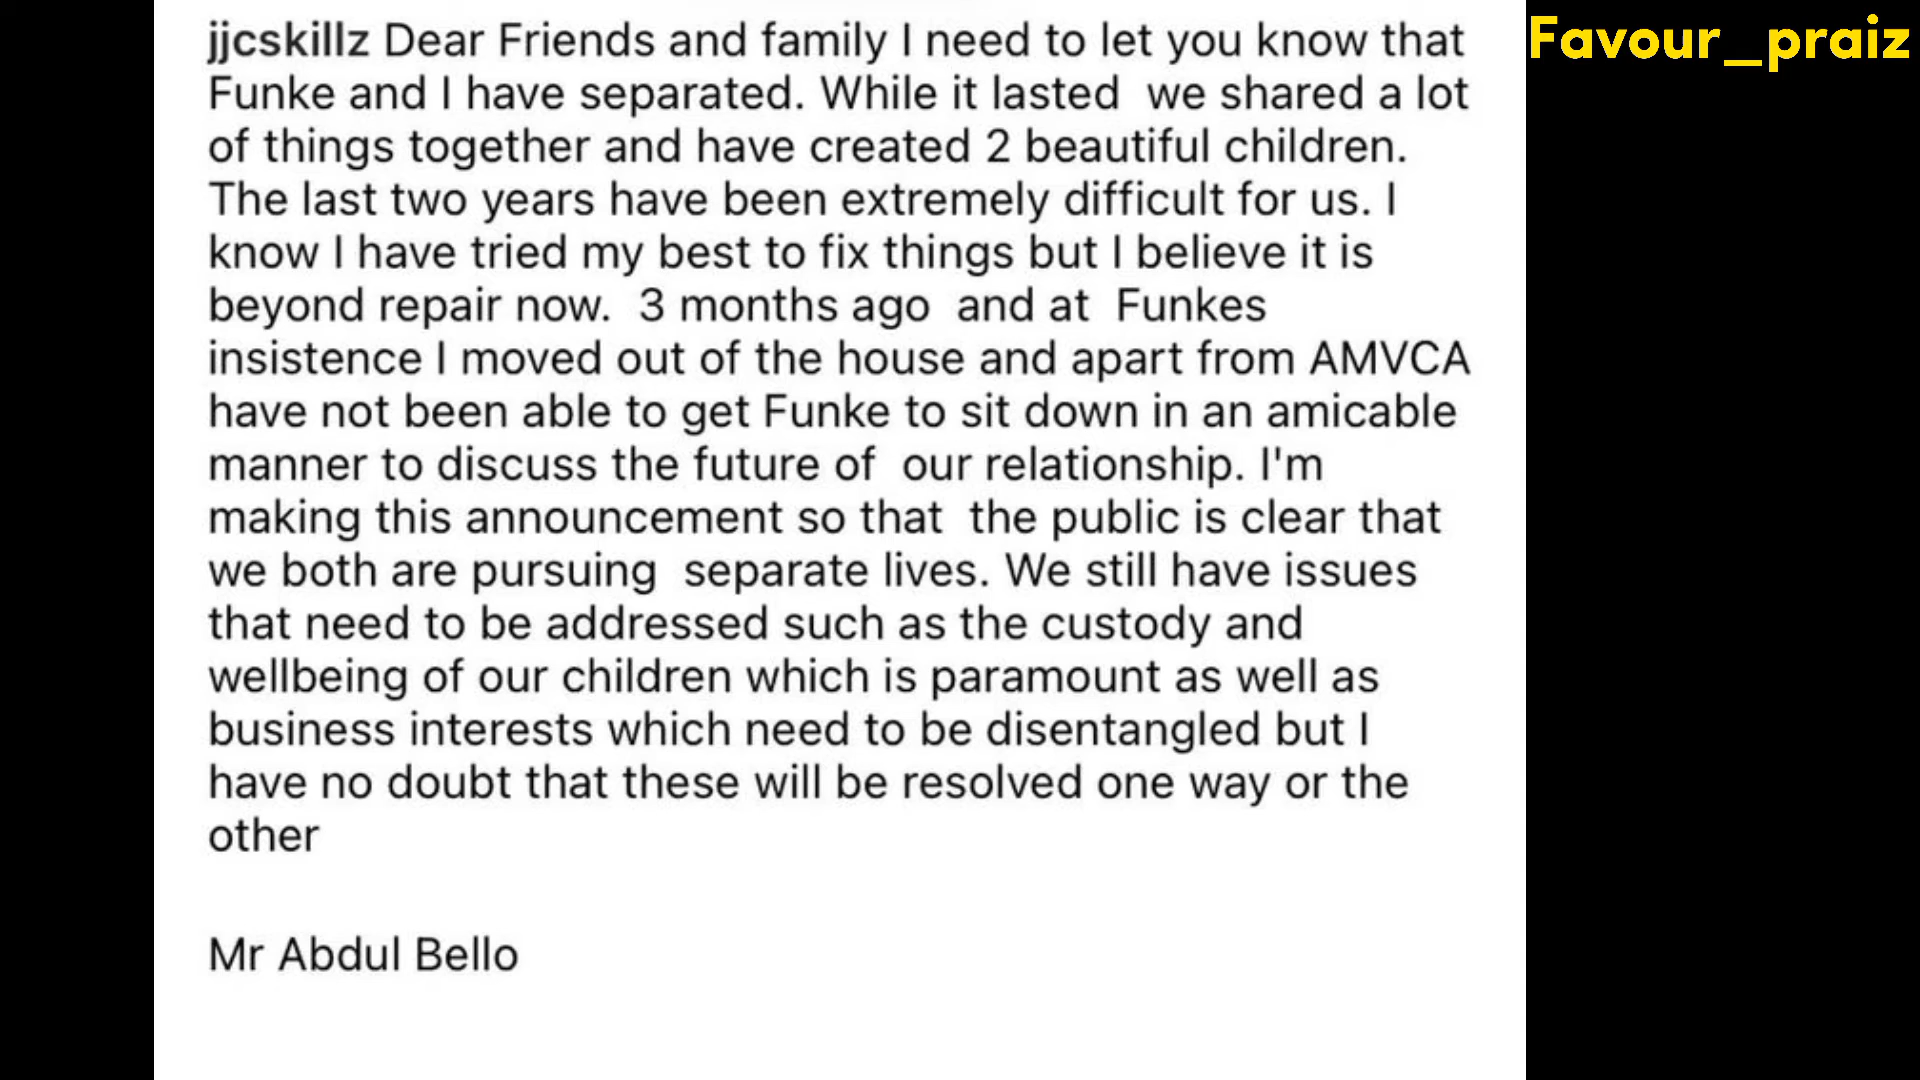 jjcskillz Dear Friends and family I need to let you know that
Funke and I have separated. While it lasted  we shared a lot
of things together and have created 2 beautiful children.
The last two years have been extremely difficult for us. I
know I have tried my best to fix things but I believe it is
beyond repair now.  3 months ago  and at  Funkes
insistence I moved out of the house and apart from AMVCA
have not been able to get Funke to sit down in an amicable
manner to discuss the future of  our relationship. I'm
making this announcement so that  the public is clear that
we both are pursuing  separate lives. We still have issues
that need to be addressed such as the custody and
wellbeing of our children which is paramount as well as
business interests which need to be disentangled but I
have no doubt that these will be resolved one way or the
other
Mr Abdul Bello
Favour_praiz